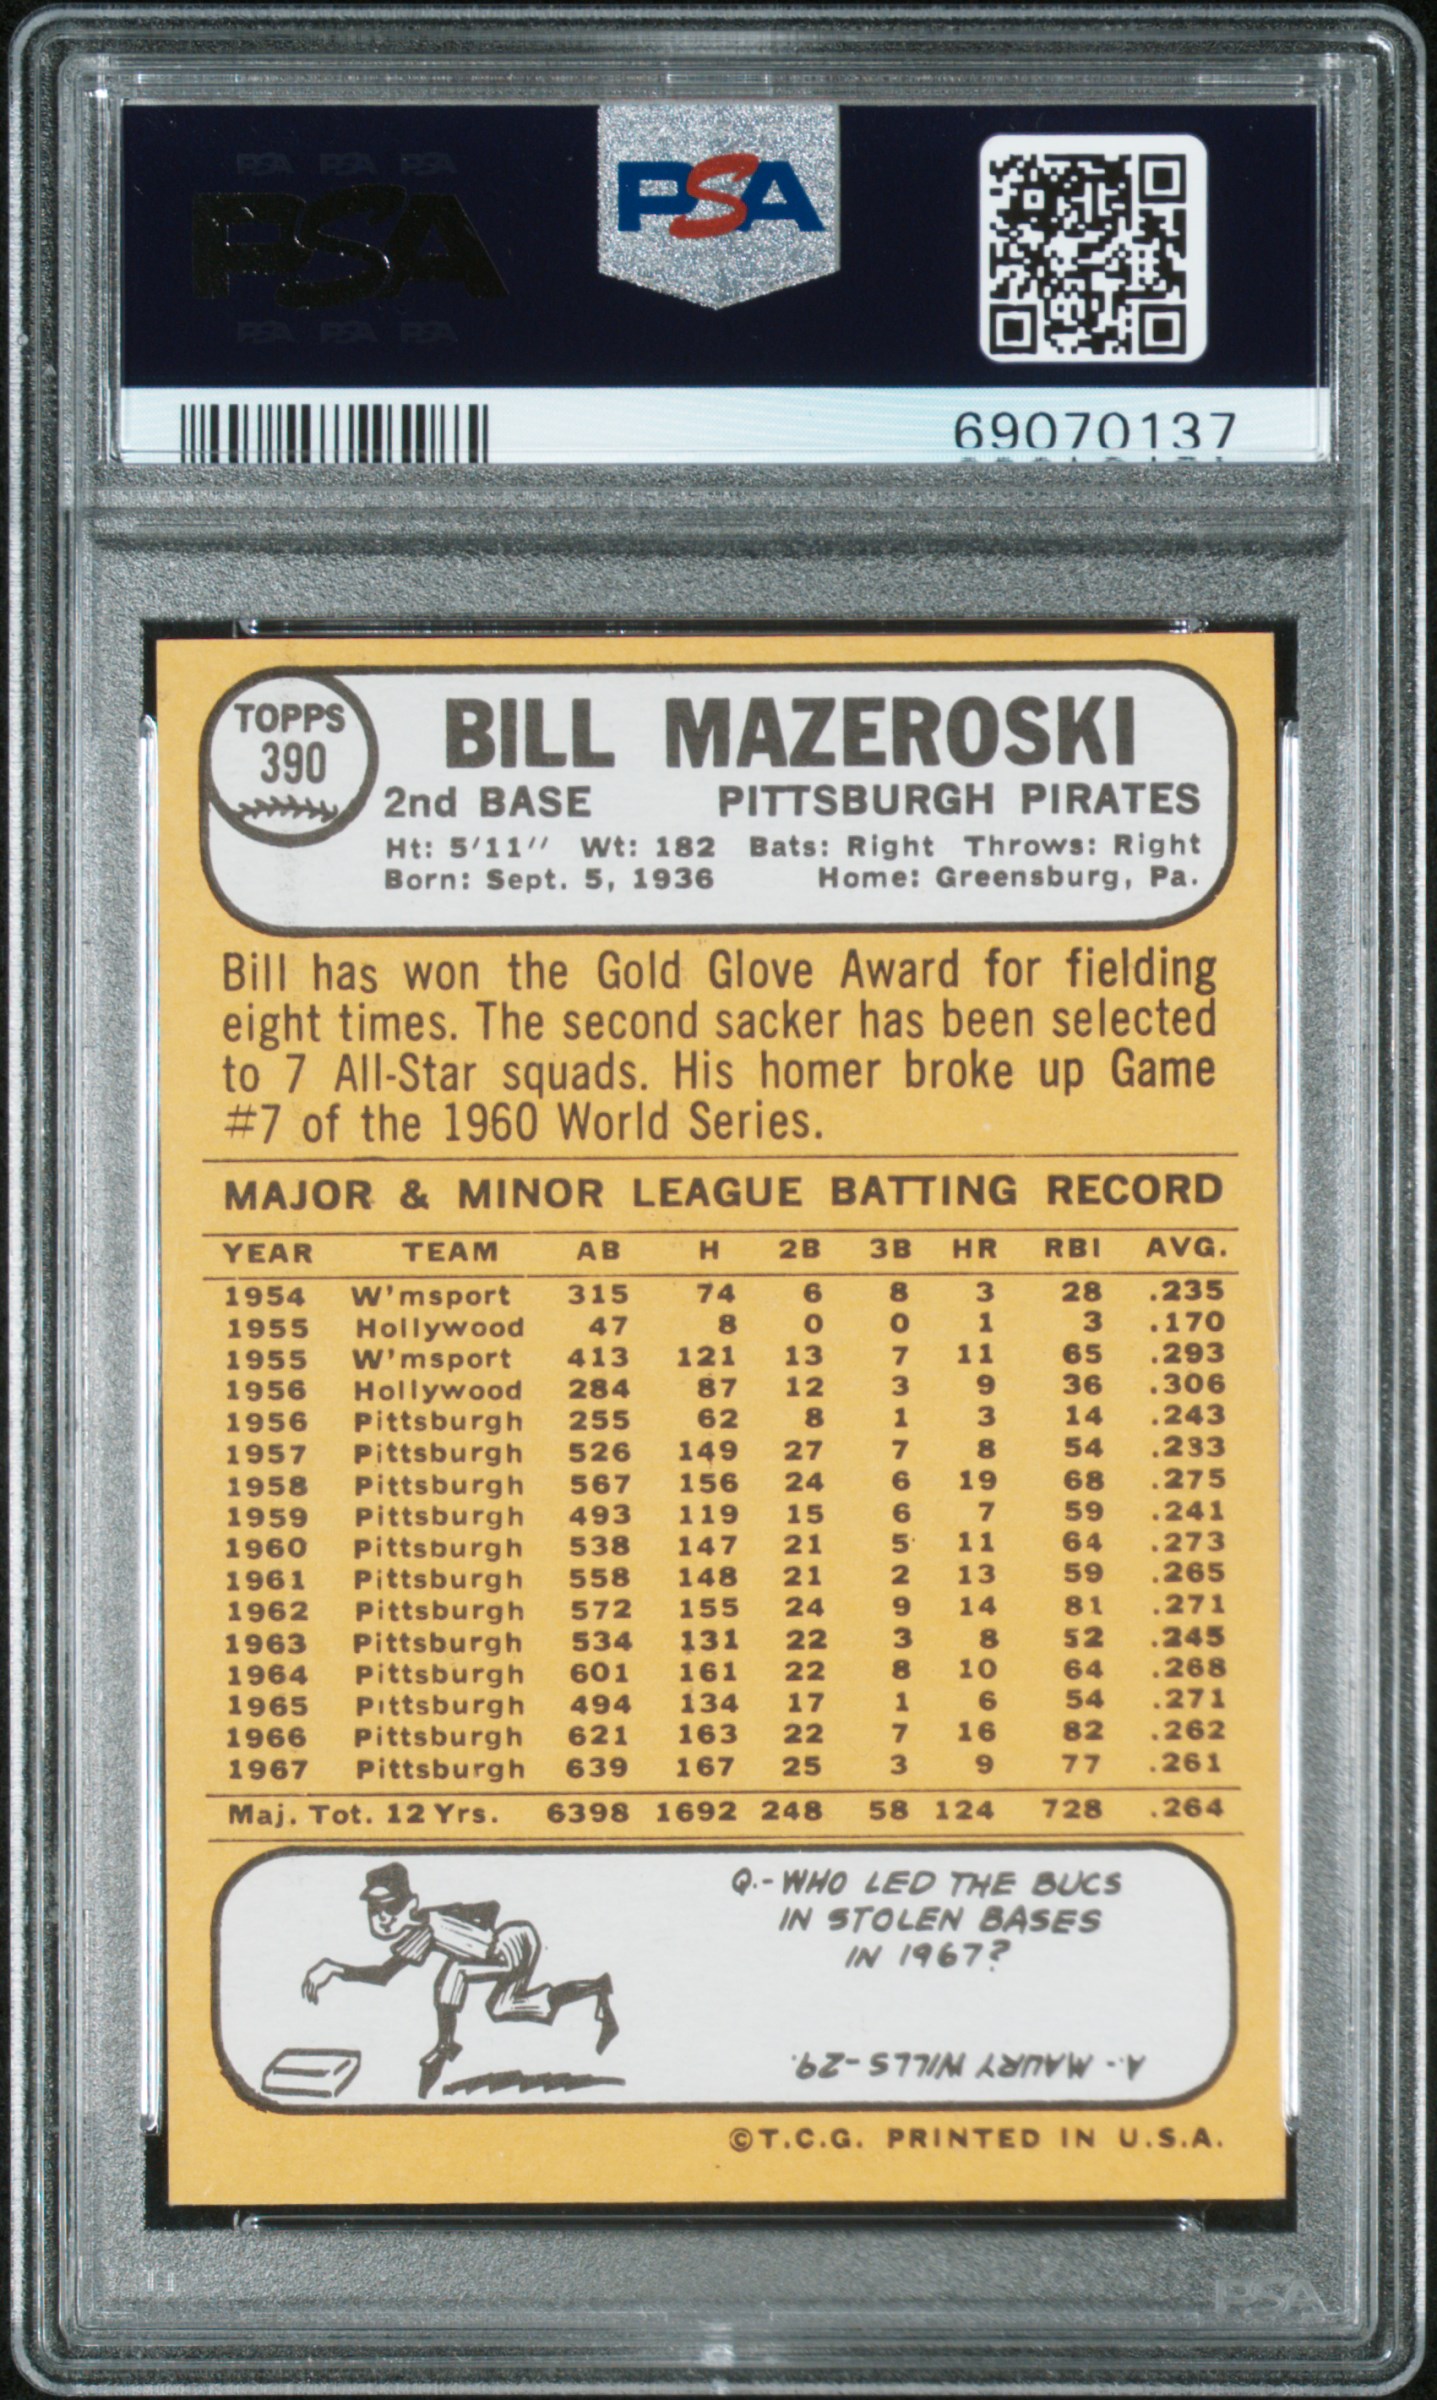 PSA PSA PSA
PSA
PSA PSA PSA
PSA
69070137
TOPPS
390
BILL MAZEROSKI
2nd BASE PITTSBURGH PIRATES
Ht: 5'11" Wt: 182 Bats: Right Throws: Right
Born: Sept. 5, 1936 Home: Greensburg, Pa.
Bill has won the Gold Glove Award for fielding
eight times. The second sacker has been selected
to 7 All-Star squads. His homer broke up Game
#7 of the 1960 World Series.
MAJOR & MINOR LEAGUE BATTING RECORD
YEAR TEAM AB H 2B 3B HR RBI AVG.
1954 W'msport 315 74 6 8 3 28 .235
1955 Hollywood 47 8 0 0 1 3 .170
1955 W'msport 413 121 13 7 11 65 .293
1956 Hollywood 284 87 12 3 9 36 .306
1956 Pittsburgh 255 62 8 1 3 14 .243
1957 Pittsburgh 526 149 27 7 8 54 .233
1958 Pittsburgh 567 156 24 6 19 68 .275
1959 Pittsburgh 493 119 15 6 7 59 .241
1960 Pittsburgh 538 147 21 5 11 64 .273
1961 Pittsburgh 558 148 21 2 13 59 .265
1962 Pittsburgh 572 155 24 9 14 81 .271
1963 Pittsburgh 534 131 22 3 8 52 .245
1964 Pittsburgh 601 161 22 8 10 64 .268
1965 Pittsburgh 494 134 17 1 6 54 .271
1966 Pittsburgh 621 163 22 7 16 82 .262
1967 Pittsburgh 639 167 25 3 9 77 .261
Maj. Tot. 12 Yrs. 6398 1692 248 58 124 728 .264
Q.- WHO LED THE BUCS
IN STOLEN BASES
IN 1967?
A.- MAURY WILLS -29.
©T.C.G. PRINTED IN U.S.A.
PSA